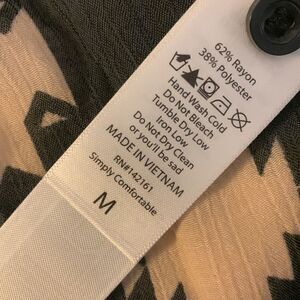 62% Rayon
38% Polyester
Hand Wash Cold
Do Not Bleach
Tumble Dry Low
Iron Low
Do Not Dry Clean
or you'll be sad
MADE IN VIETNAM
RN#142161
Simply Comfortable
M